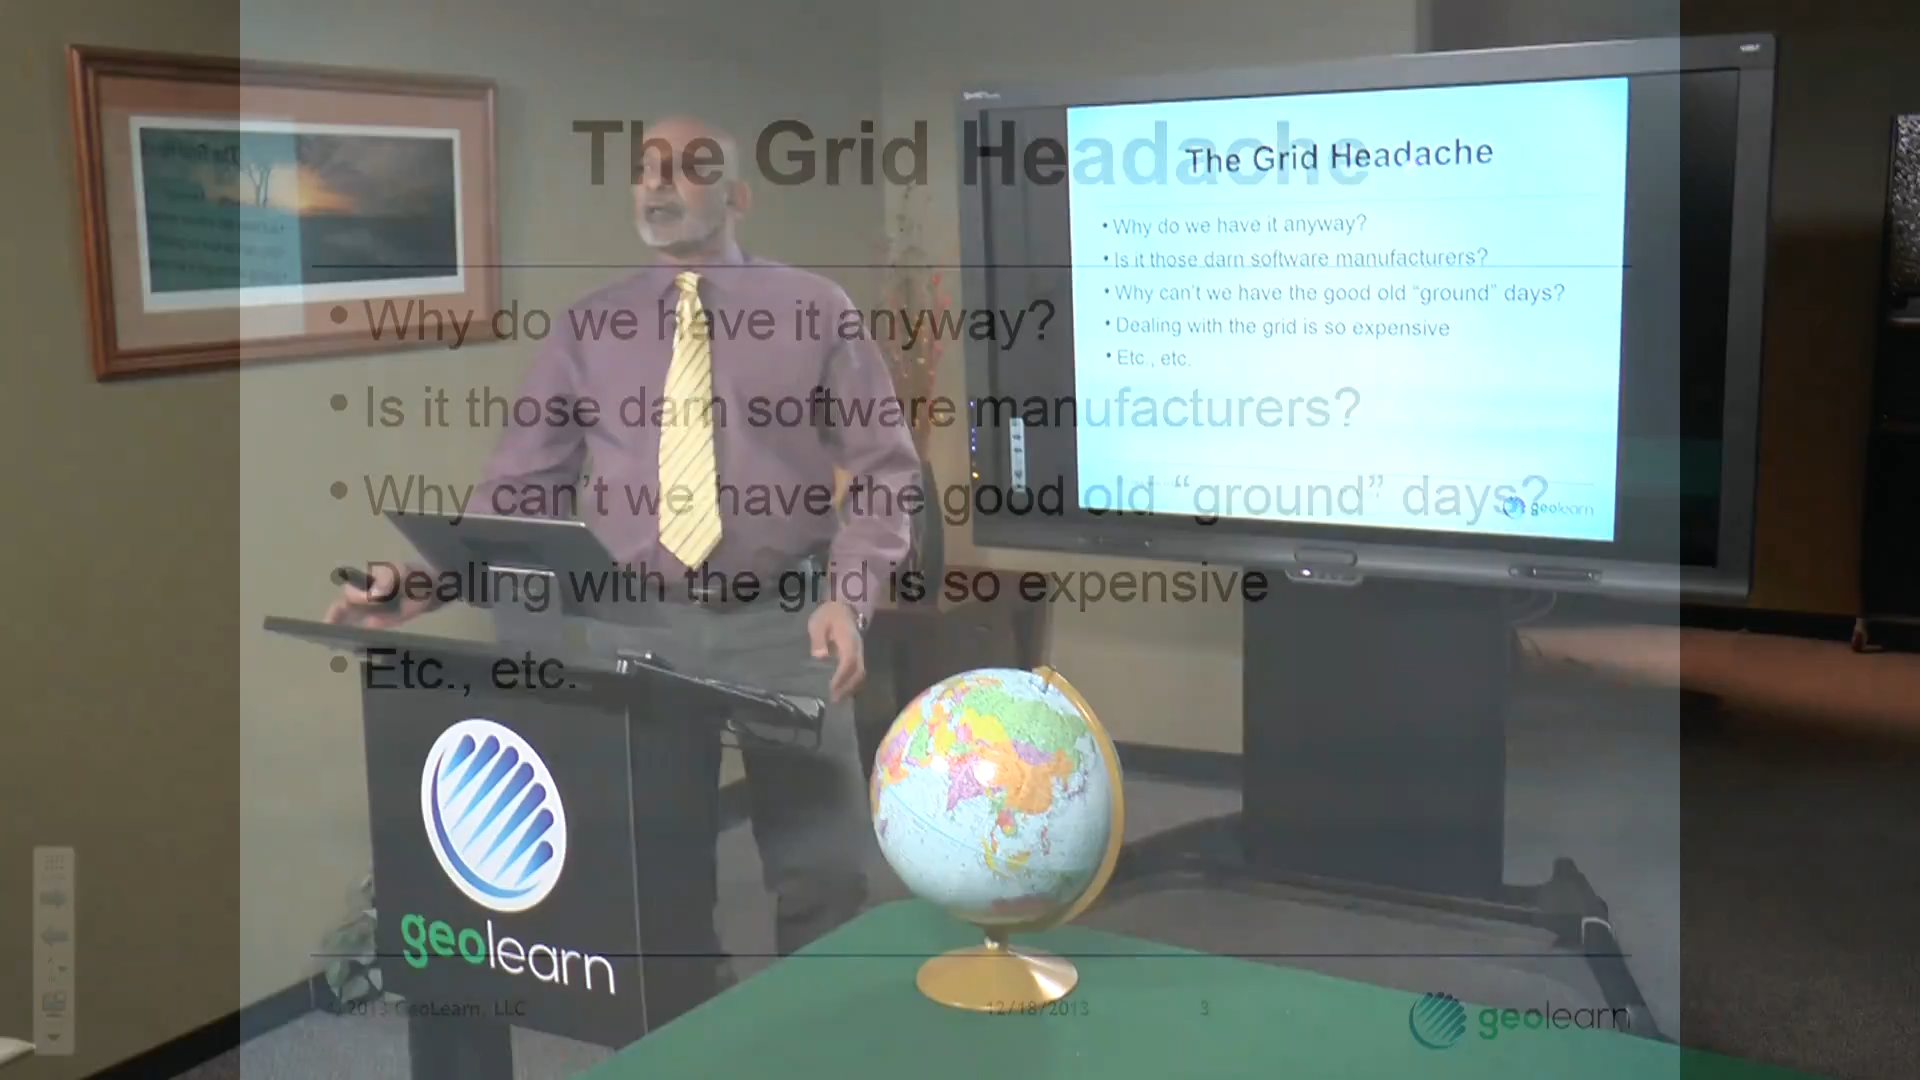 The Grid Headache
• Why do we have it anyway?
• Is it those darn software manufacturers?
• Why can't we have the good old “ground” days?
• Dealing with the grid is so expensive
• Etc., etc.
© 2013 GeoLearn, LLC
12/18/2013
3
geolearn
The Grid Headache
• Why do we have it anyway?
• Is it those darn software manufacturers?
• Why can't we have the good old “ground” days?
• Dealing with the grid is so expensive
• Etc., etc.
geolearn
geolearn